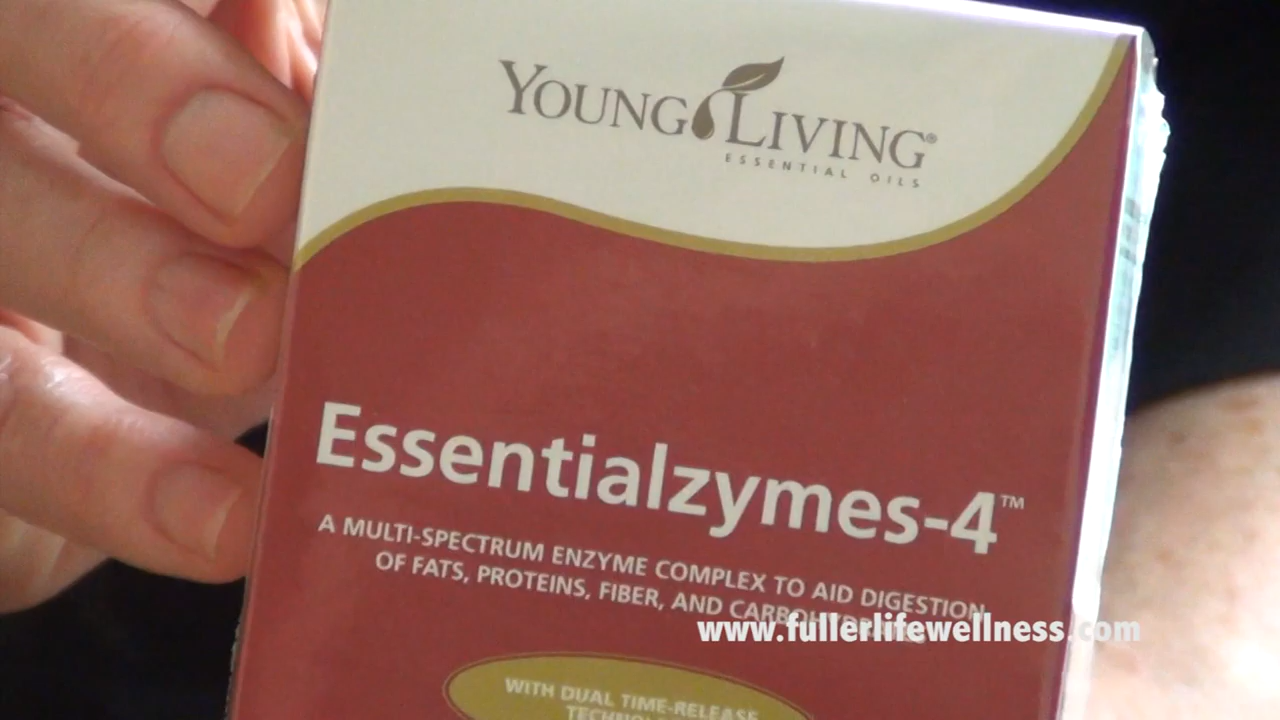 YOUNG LIVING®
ESSENTIAL OILS
Essentialzymes-4™
A MULTI-SPECTRUM ENZYME COMPLEX TO AID DIGESTION
OF FATS, PROTEINS, FIBER, AND
www.fullerlifewellness.com
WITH DUAL TIME-RELEASE